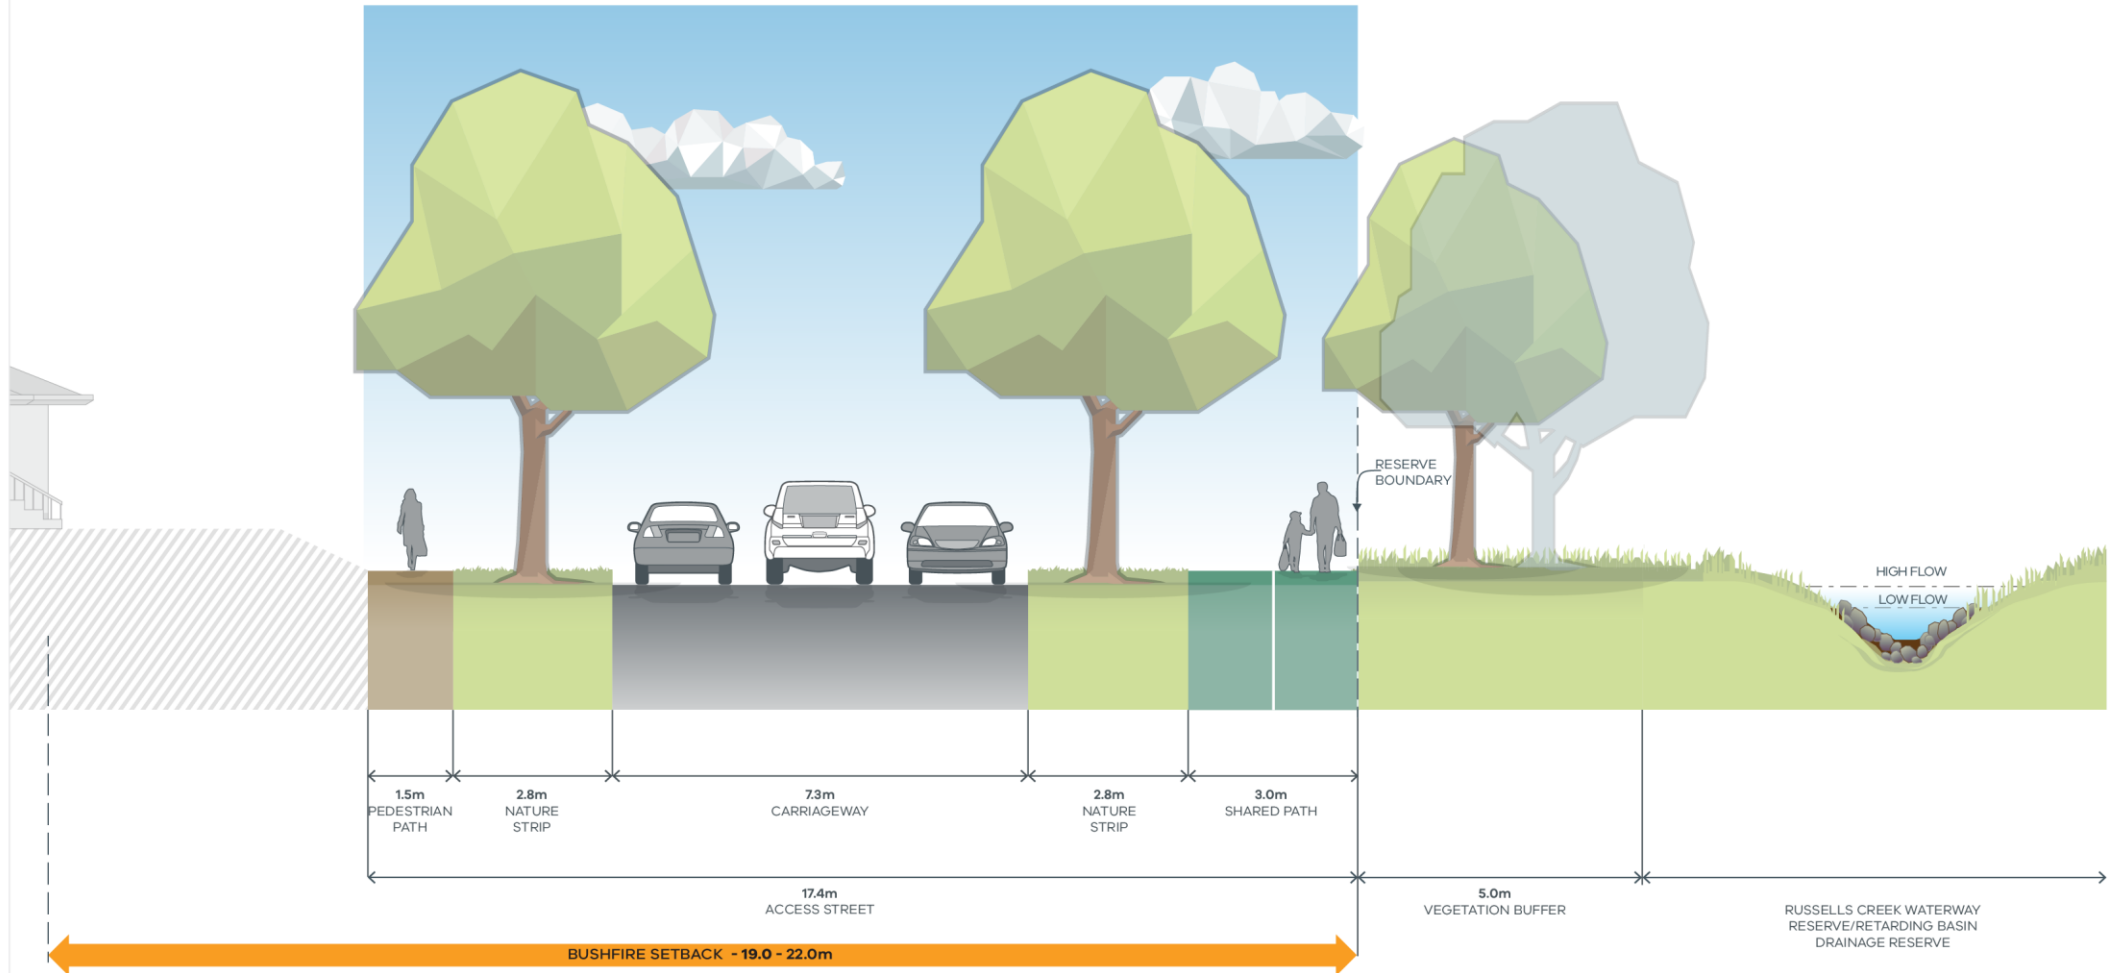 RESERVE
BOUNDARY
HIGH FLOW
LOW FLOW
1.5m
PEDESTRIAN
PATH
2.8m
NATURE
STRIP
7.3m
CARRIAGEWAY
2.8m
NATURE
STRIP
3.0m
SHARED PATH
17.4m
ACCESS STREET
5.0m
VEGETATION BUFFER
RUSSELLS CREEK WATERWAY
RESERVE/RETARDING BASIN
DRAINAGE RESERVE
BUSHFIRE SETBACK - 19.0 - 22.0m